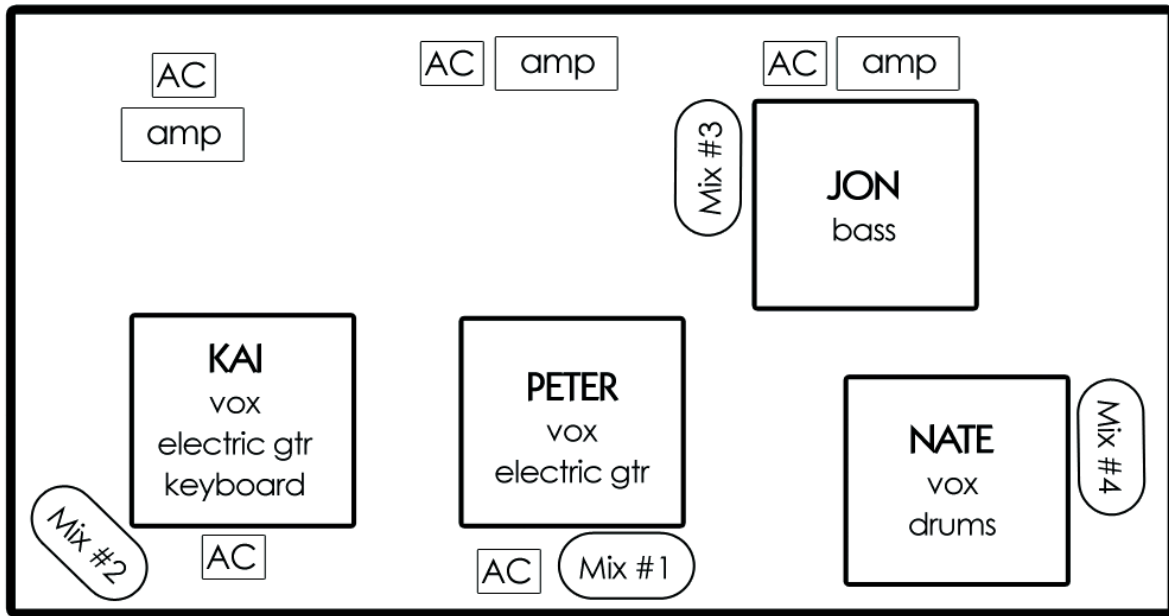 AC
amp
AC amp
AC amp
Mix #3
JON
bass
KAI
vox
electric gtr
keyboard
PETER
vox
electric gtr
NATE
vox
drums
Mix #4
Mix #2
AC
AC
Mix #1